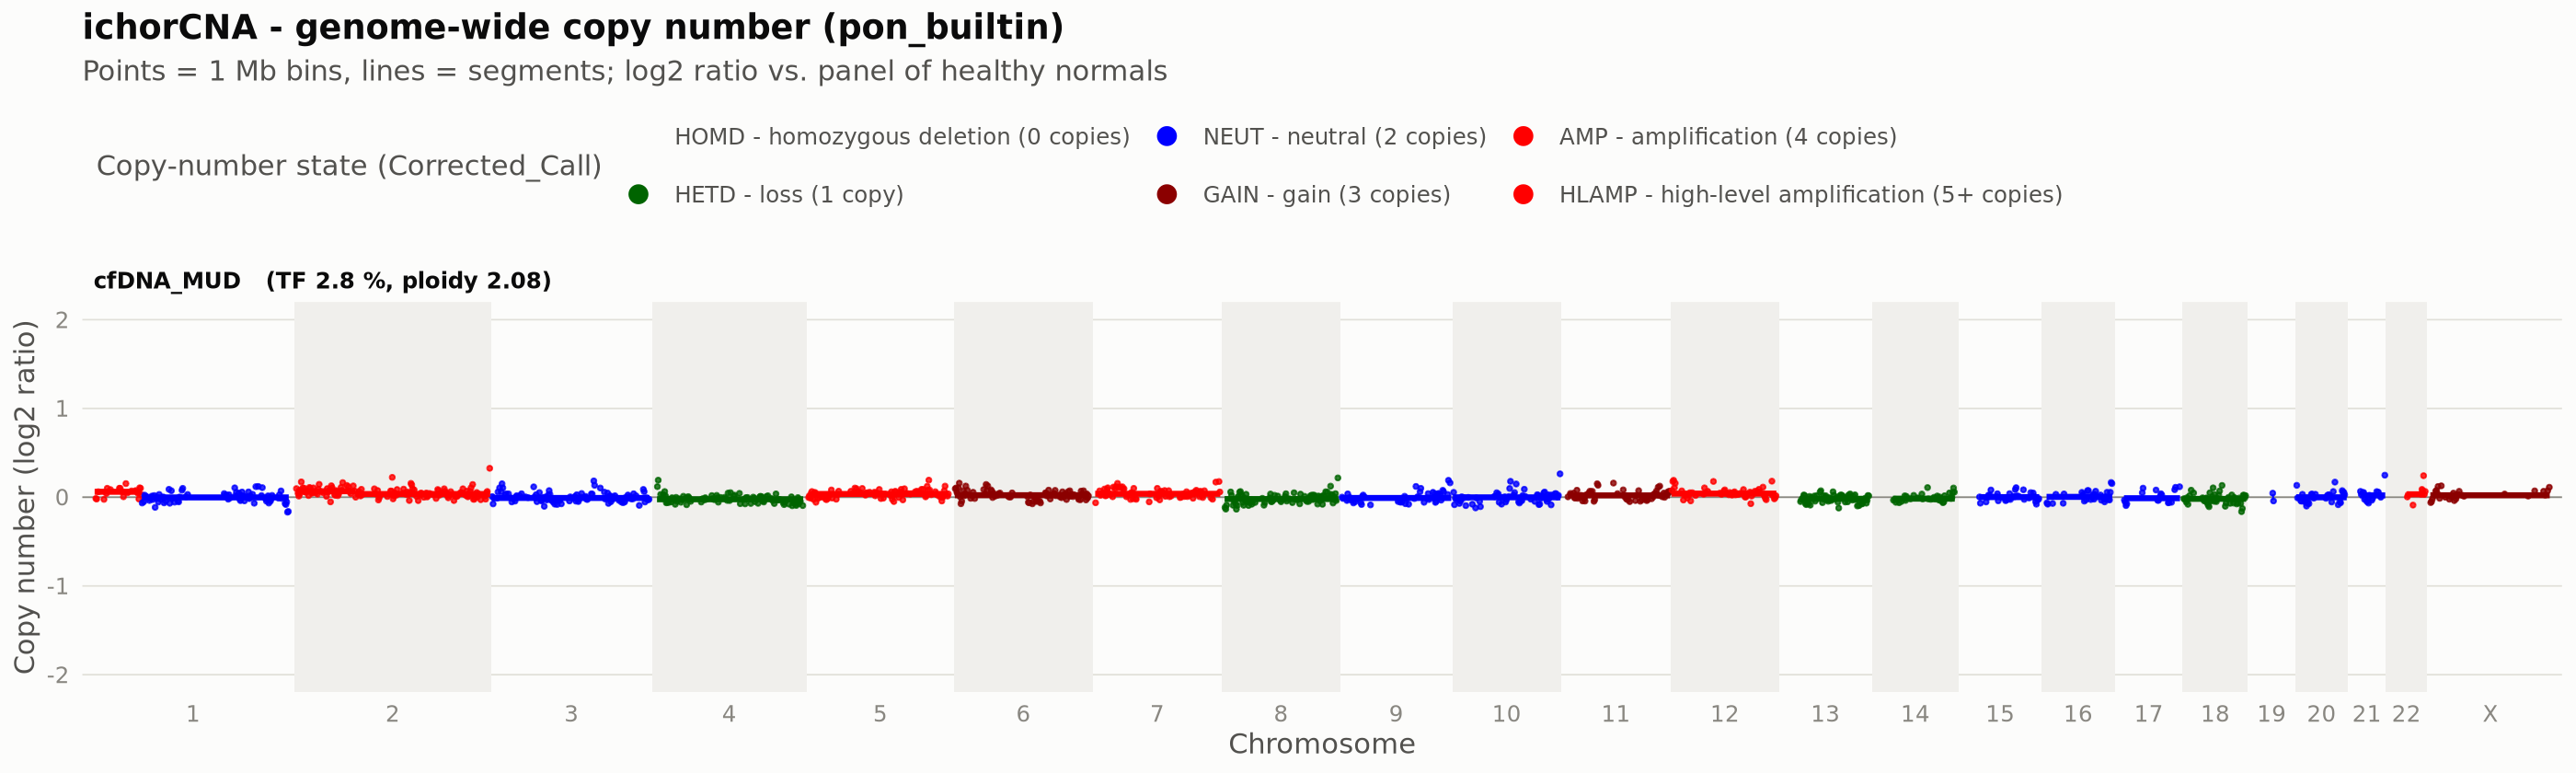 ichorCNA - genome-wide copy number (pon_builtin)
Points = 1 Mb bins, lines = segments; log2 ratio vs. panel of healthy normals
Copy-number state (Corrected_Call)
HOMD - homozygous deletion (0 copies)
NEUT - neutral (2 copies)
AMP - amplification (4 copies)
HETD - loss (1 copy)
GAIN - gain (3 copies)
HLAMP - high-level amplification (5+ copies)
cfDNA_MUD (TF 2.8 %, ploidy 2.08)
Copy number (log2 ratio)
2
1
0
-1
-2
1 2 3 4 5 6 7 8 9 10 11 12 13 14 15 16 17 18 19 20 21 22 X
Chromosome